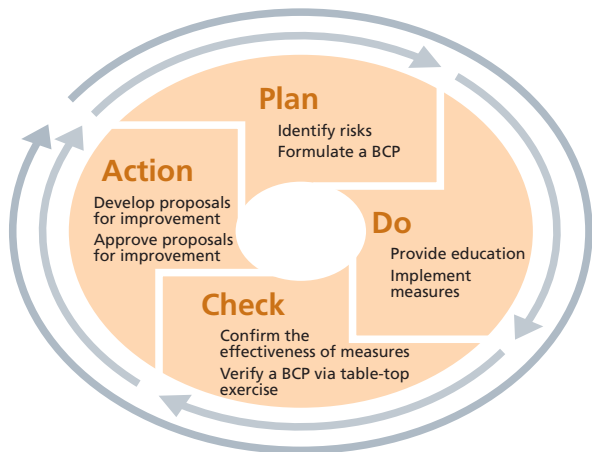 Plan
Identify risks
Formulate a BCP
Do
Provide education
Implement
measures
Check
Confirm the
effectiveness of measures
Verify a BCP via table-top
exercise
Action
Develop proposals
for improvement
Approve proposals
for improvement